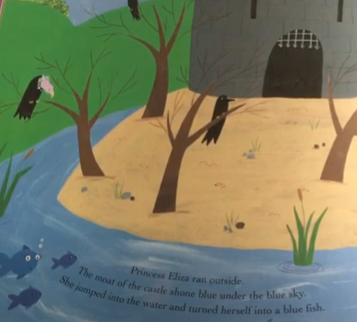 Princess Eliza ran outside.
The moat of the castle shone blue under the blue sky.
She jumped into the water and turned herself into a blue fish.